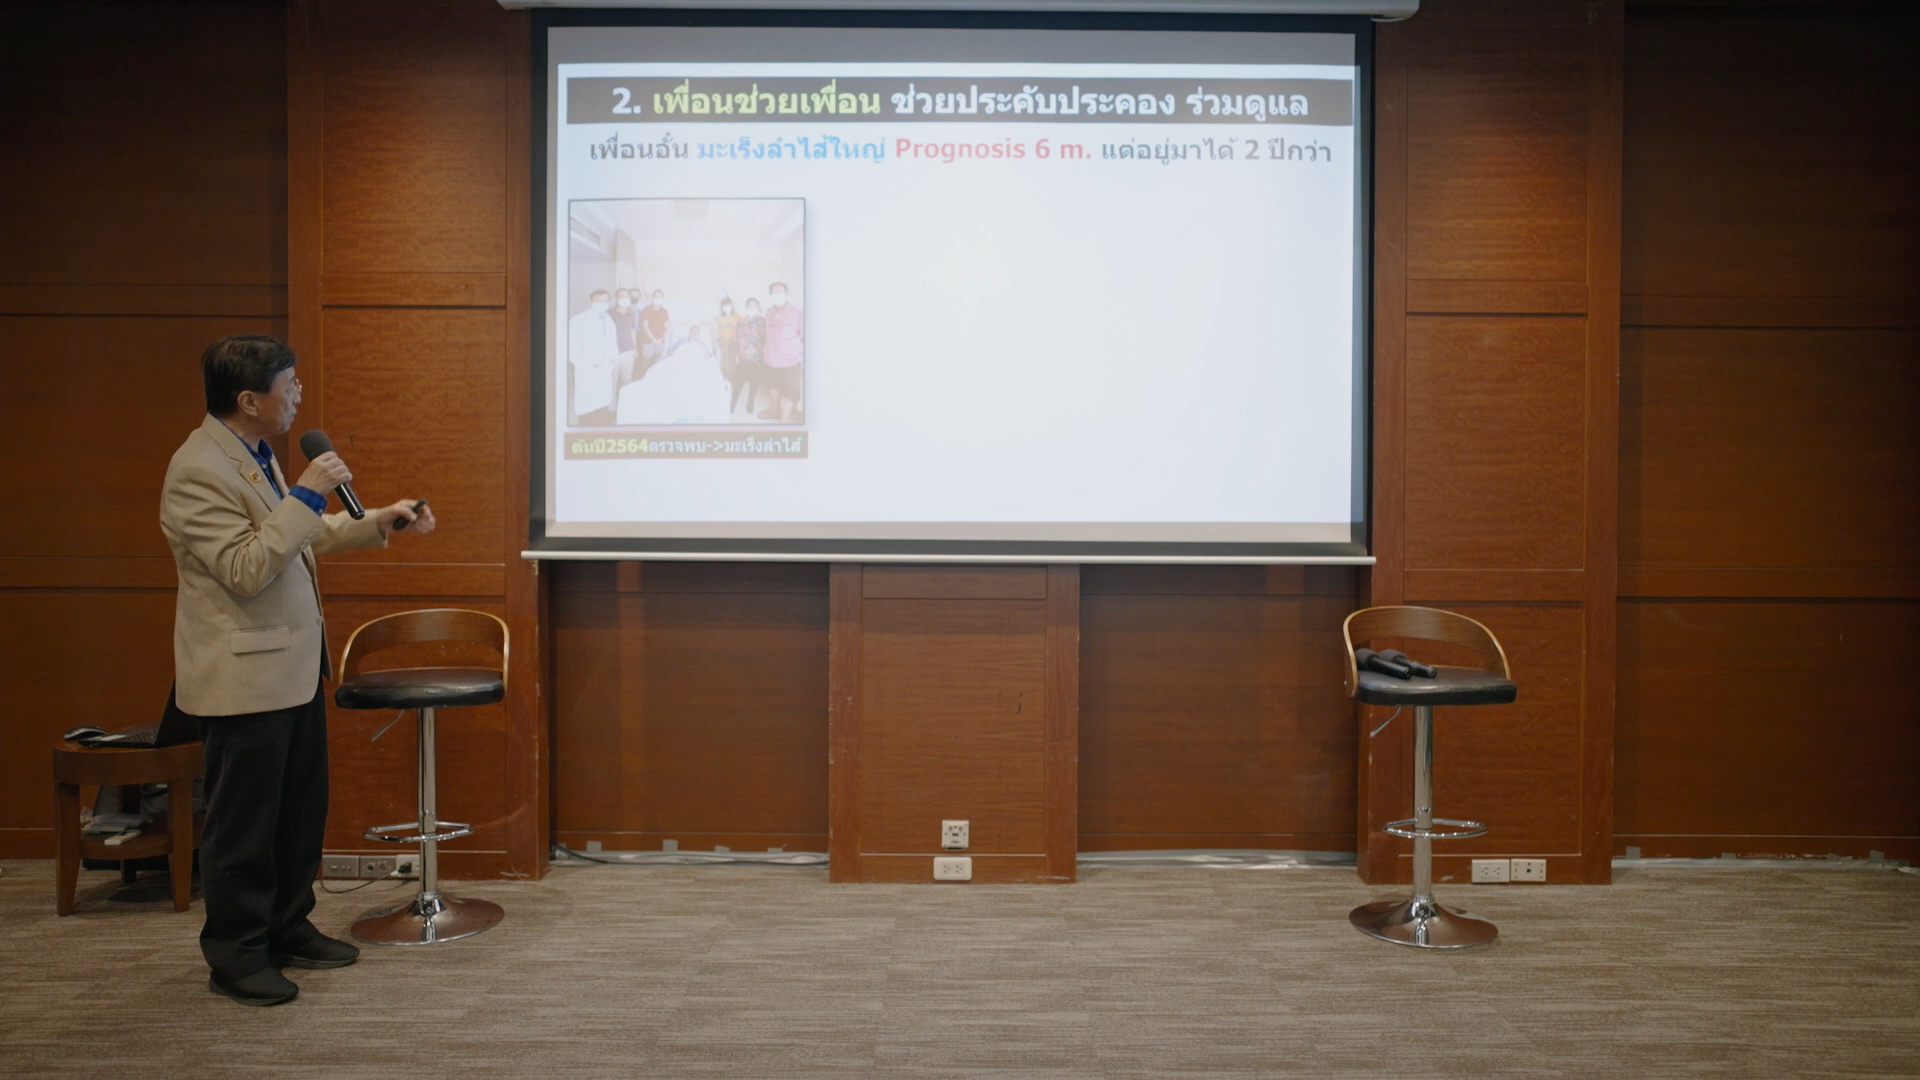 2. เพื่อนช่วยเพื่อน ช่วยประคับประคอง ร่วมดูแล
เพื่อนอั๋น มะเร็งลำไส้ใหญ่ Prognosis 6 m. แต่อยู่มาได้ 2 ปีกว่า
ต้นปี2564ตรวจพบ->มะเร็งลำไส้